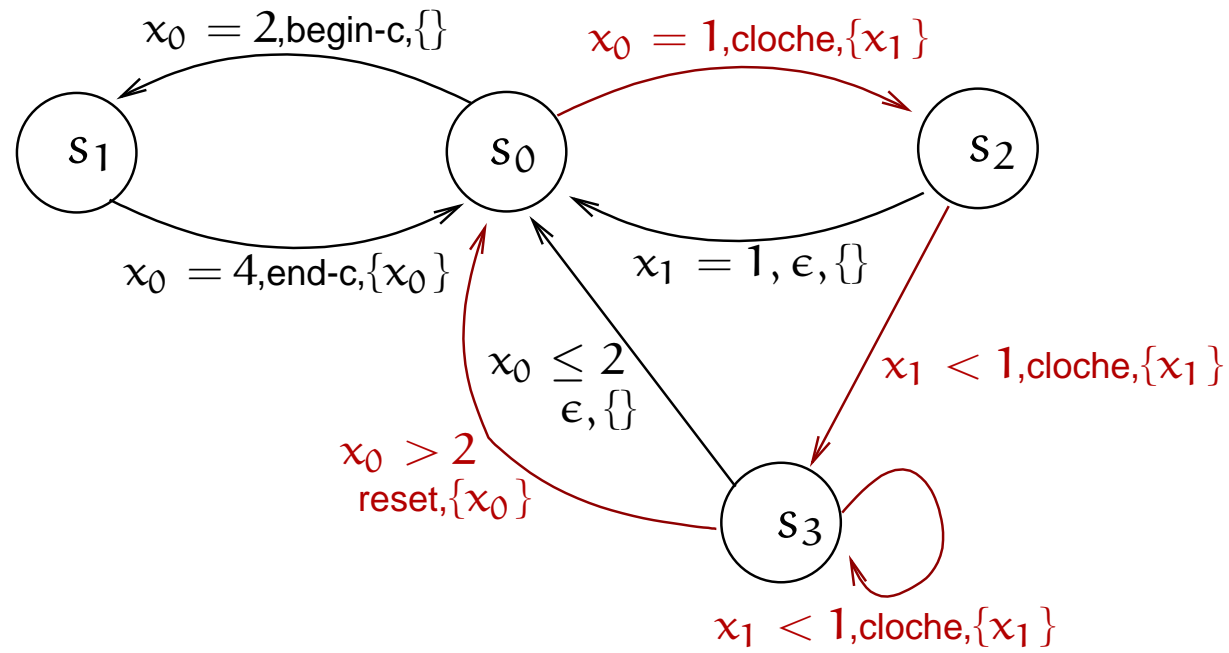 x₀ = 2,begin-c,{}
x₀ = 1,cloche,{x₁}
s₁
s₀
s₂
x₀ = 4,end-c,{x₀}
x₁ = 1, ϵ, {}
x₀ ≤ 2
ϵ, {}
x₁ < 1,cloche,{x₁}
x₀ > 2
reset,{x₀}
s₃
x₁ < 1,cloche,{x₁}